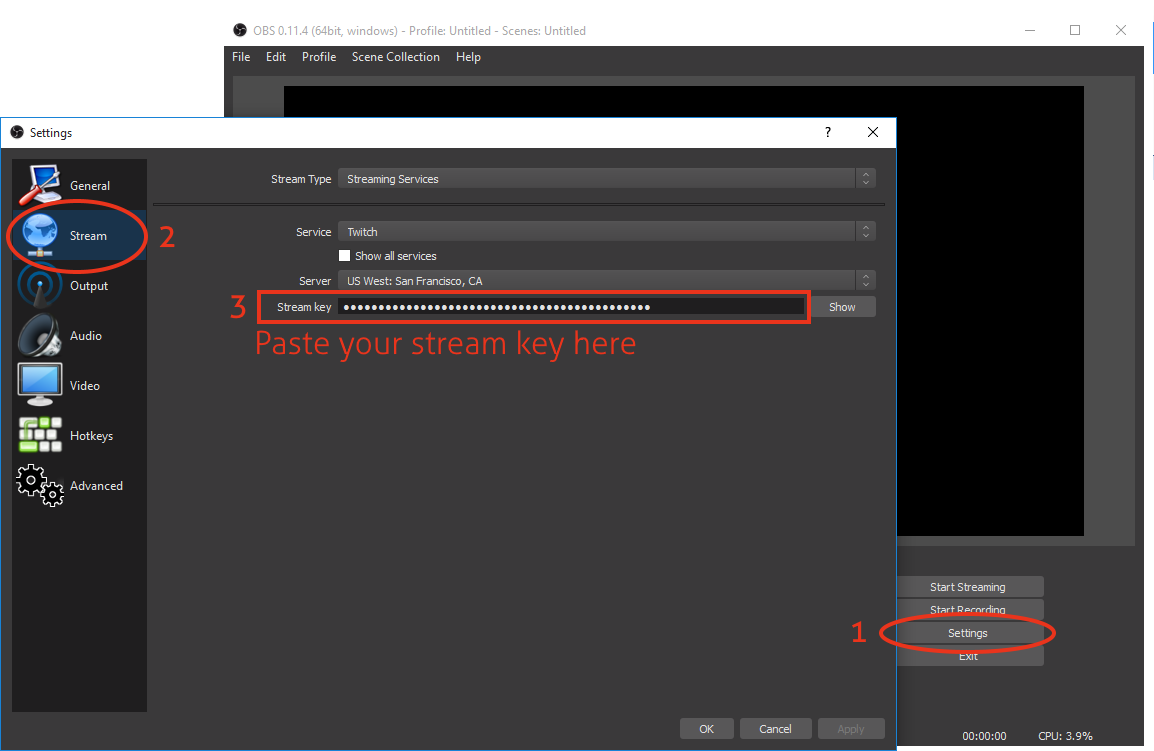 OBS 0.11.4 (64bit, windows) - Profile: Untitled - Scenes: Untitled
File Edit Profile Scene Collection Help
Settings ?
General
Stream 2
Output
Audio
Video
Hotkeys
Advanced
Stream Type Streaming Services
Service Twitch
Show all services
Server US West: San Francisco, CA
3 Stream key ●●●●●●●●●●●●●●●●●●●●●●●●●●●●●●●●●●●●●●●●●●●● Show
Paste your stream key here
Start Streaming
Start Recording
1 Settings
Exit
OK Cancel Apply
00:00:00 CPU: 3.9%